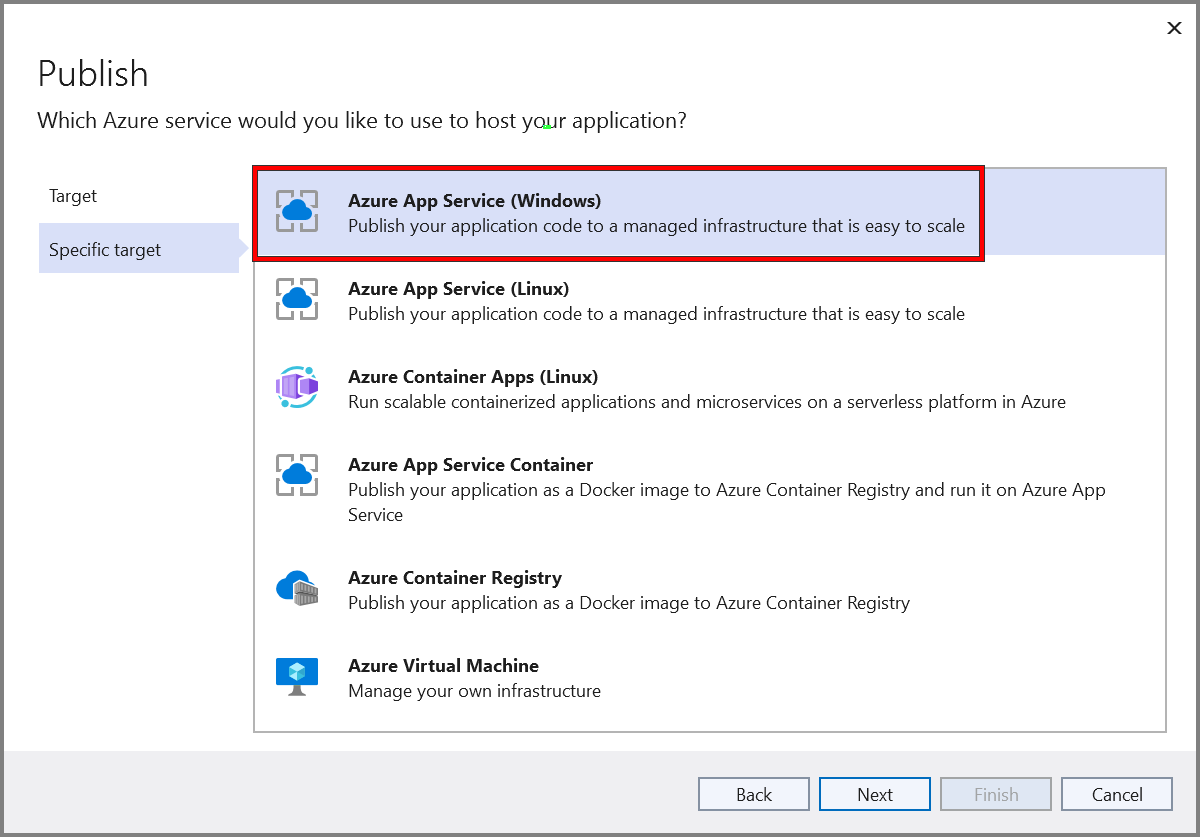 Publish
Which Azure service would you like to use to host your application?
Target
Specific target
Azure App Service (Windows)
Publish your application code to a managed infrastructure that is easy to scale
Azure App Service (Linux)
Publish your application code to a managed infrastructure that is easy to scale
Azure Container Apps (Linux)
Run scalable containerized applications and microservices on a serverless platform in Azure
Azure App Service Container
Publish your application as a Docker image to Azure Container Registry and run it on Azure App
Service
Azure Container Registry
Publish your application as a Docker image to Azure Container Registry
Azure Virtual Machine
Manage your own infrastructure
Back
Next
Finish
Cancel